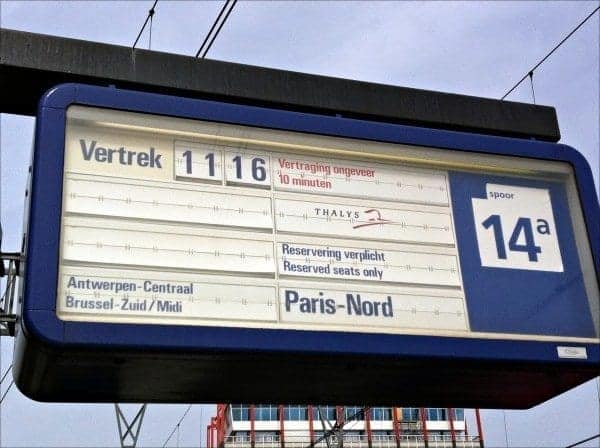 Vertrek 11 16 Vertraging ongeveer
10 minuten
spoor
14a
THALYS
Reservering verplicht
Reserved seats only
Antwerpen-Centraal
Brussel-Zuid/Midi
Paris-Nord